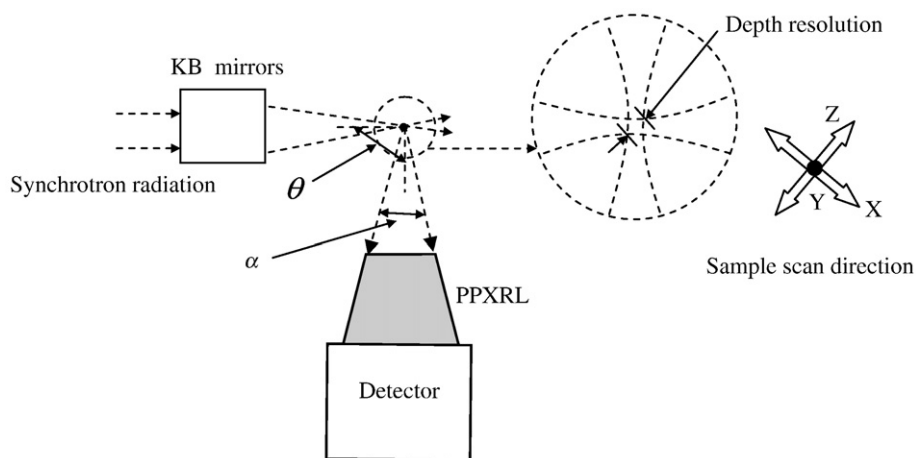 Depth resolution
KB mirrors
Z
Synchrotron radiation
θ
Y
X
α
Sample scan direction
PPXRL
Detector